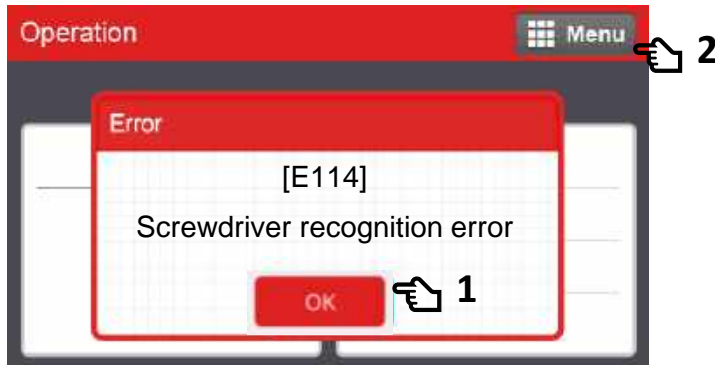 Operation
Menu
2
Error
[E114]
Screwdriver recognition error
OK
1